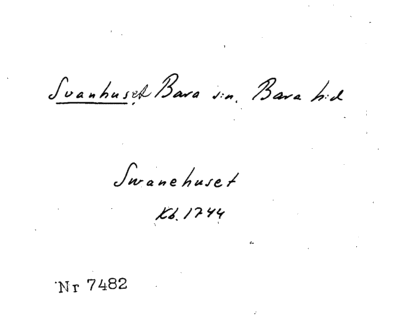 Svanhuset Bara sn. Bara hd
Swanehuset
Kb. 1744
Nr 7482